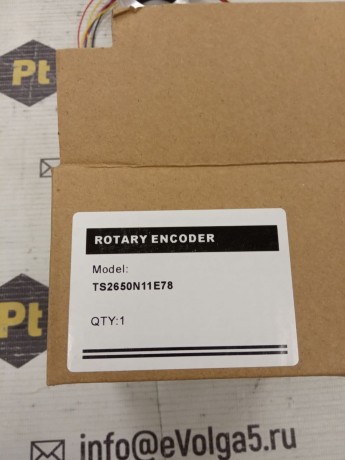 Pt
ROTARY ENCODER
Model:
TS2650N11E78
QTY:1
Pt
info@eVolga5.ru